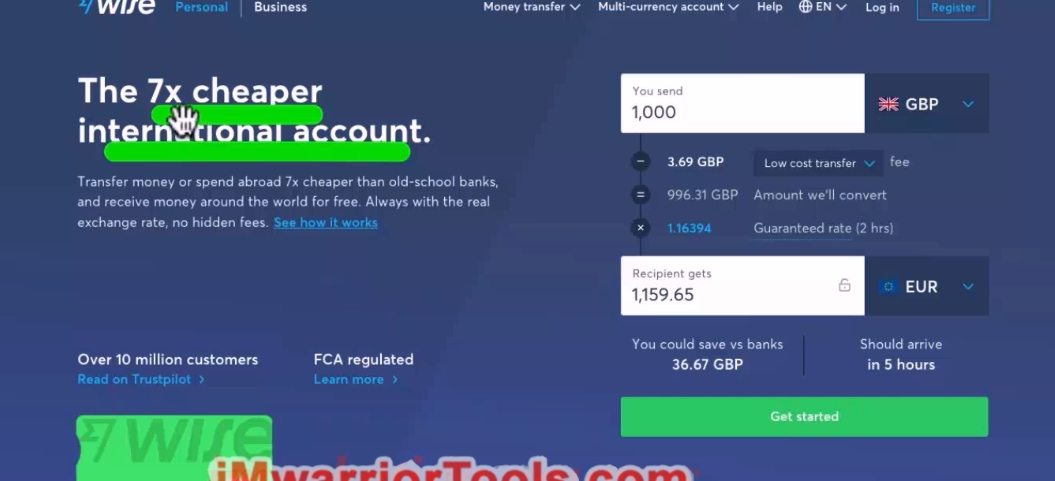 wise Personal Business Money transfer Multi-currency account Help EN Log in Register
The 7x cheaper
international account.
Transfer money or spend abroad 7x cheaper than old-school banks,
and receive money around the world for free. Always with the real
exchange rate, no hidden fees. See how it works
Over 10 million customers
Read on Trustpilot
FCA regulated
Learn more
You send
1,000
GBP
3.69 GBP Low cost transfer fee
996.31 GBP Amount we'll convert
1.16394 Guaranteed rate (2 hrs)
Recipient gets
1,159.65
EUR
You could save vs banks
36.67 GBP
Should arrive
in 5 hours
Get started
wise
iMwarriorTools.com